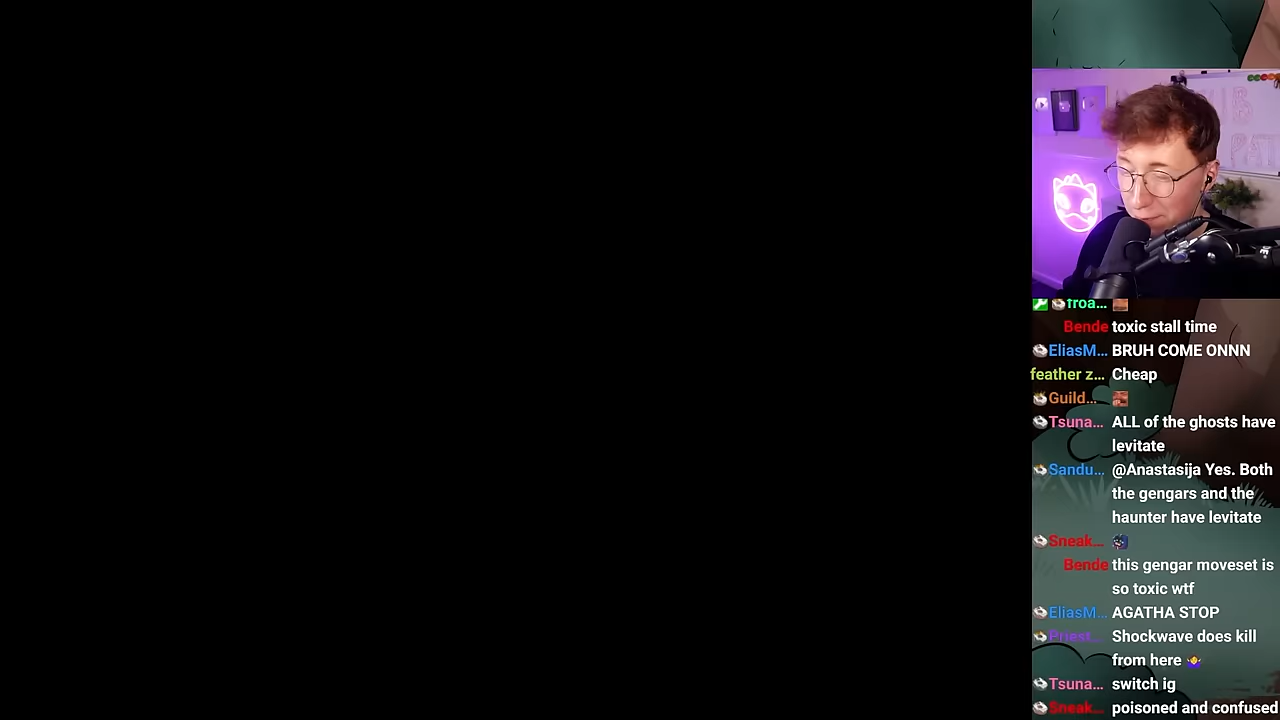 froa…
Bende toxic stall time
EliasM… BRUH COME ONNN
feather z… Cheap
Guild…
Tsuna… ALL of the ghosts have
levitate
Sandu… @Anastasija Yes. Both
the gengars and the
haunter have levitate
Sneak…
Bende this gengar moveset is
so toxic wtf
EliasM… AGATHA STOP
Priest… Shockwave does kill
from here
Tsuna… switch ig
Sneak… poisoned and confused